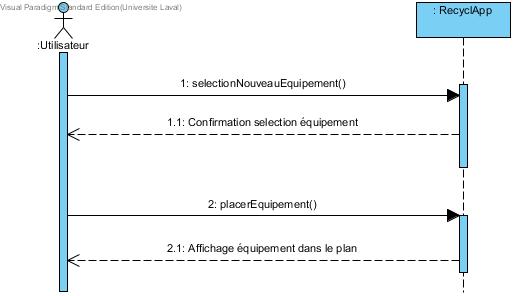 Visual Paradigm Standard Edition(Universite Laval)
: RecyclApp
:Utilisateur
1: selectionNouveauEquipement()
1.1: Confirmation selection équipement
2: placerEquipement()
2.1: Affichage équipement dans le plan